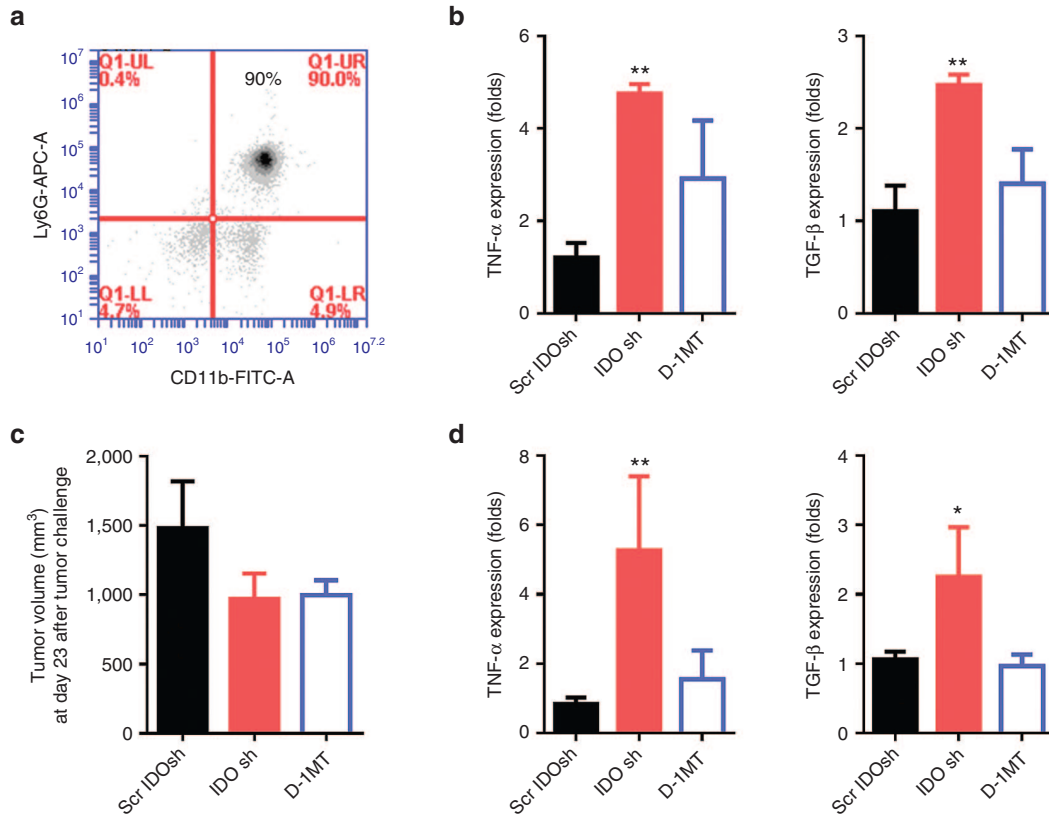 a
Ly6G-APC-A
10^7
10^6
10^5
10^4
10^3
10^2
10^1
Q1-UL
0.4%
90%
Q1-UR
90.0%
Q1-LL
4.7%
Q1-LR
4.9%
10^1 10^2 10^3 10^4 10^5 10^6 10^7.2
CD11b-FITC-A
b
TNF-α expression (folds)
6
4
2
0
**
Scr IDOsh
IDO sh
D-1MT
TGF-β expression (folds)
3
2
1
0
**
Scr IDOsh
IDO sh
D-1MT
c
Tumor volume (mm³)
at day 23 after tumor challenge
2,000
1,500
1,000
500
0
Scr IDOsh
IDO sh
D-1MT
d
TNF-α expression (folds)
8
6
4
2
0
**
Scr IDOsh
IDO sh
D-1MT
TGF-β expression (folds)
4
3
2
1
0
*
Scr IDOsh
IDO sh
D-1MT